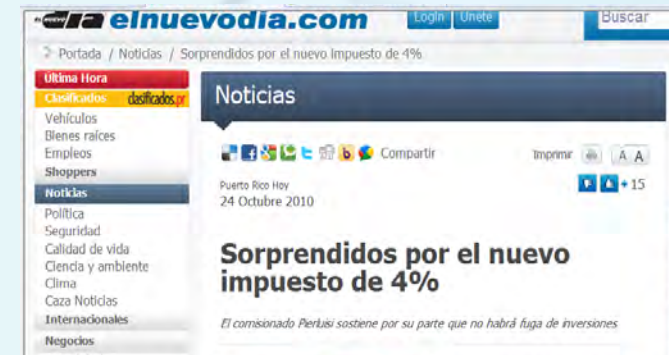 elnuevodia.com
Login Únete
Buscar
Portada / Noticias / Sorprendidos por el nuevo impuesto de 4%
Última Hora
Clasificados clasificados.pr
Vehículos
Bienes raíces
Empleos
Shoppers
Noticias
Política
Seguridad
Calidad de vida
Ciencia y ambiente
Clima
Caza Noticias
Internacionales
Negocios
Noticias
Compartir
Imprimir
A A
Puerto Rico Hoy
24 Octubre 2010
+ 15
Sorprendidos por el nuevo
impuesto de 4%
El comisionado Pierluisi sostiene por su parte que no habrá fuga de inversiones